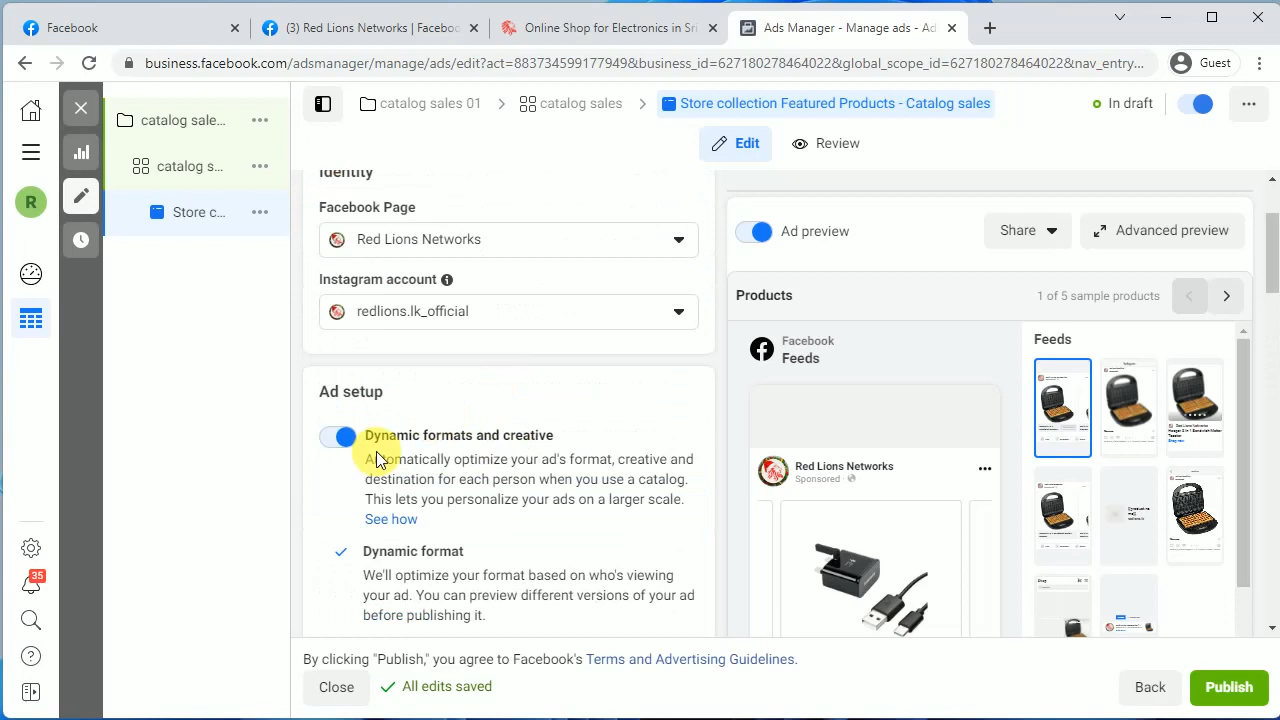 Facebook
(3) Red Lions Networks | Faceboo
Online Shop for Electronics in Sri
Ads Manager - Manage ads - Ad
business.facebook.com/adsmanager/manage/ads/edit?act=883734599177949&business_id=627180278464022&global_scope_id=627180278464022&nav_entry...
Guest
catalog sale...
catalog s...
Store c...
R
35
catalog sales 01
catalog sales
Store collection Featured Products - Catalog sales
In draft
Edit
Review
Identity
Facebook Page
Red Lions Networks
Instagram account
redlions.lk_official
Ad setup
Dynamic formats and creative
Automatically optimize your ad's format, creative and
destination for each person when you use a catalog.
This lets you personalize your ads on a larger scale.
See how
Dynamic format
We'll optimize your format based on who's viewing
your ad. You can preview different versions of your ad
before publishing it.
Ad preview
Share
Advanced preview
Products
1 of 5 sample products
Facebook
Feeds
Red Lions Networks
Sponsored
Feeds
By clicking "Publish," you agree to Facebook's Terms and Advertising Guidelines.
Close
All edits saved
Back
Publish